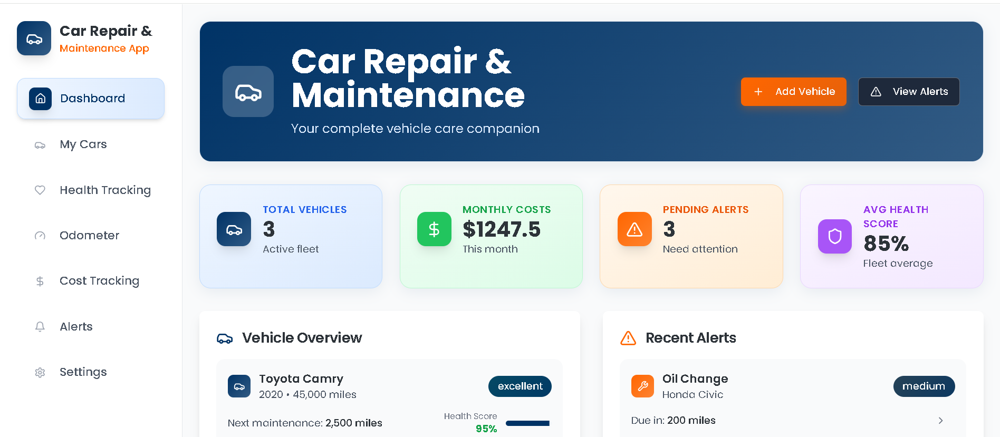 Car Repair &
Maintenance App
Dashboard
My Cars
Health Tracking
Odometer
Cost Tracking
Alerts
Settings
Car Repair &
Maintenance
Your complete vehicle care companion
Add Vehicle
View Alerts
TOTAL VEHICLES
3
Active fleet
MONTHLY COSTS
$1247.5
This month
PENDING ALERTS
3
Need attention
AVG HEALTH
SCORE
85%
Fleet average
Vehicle Overview
Toyota Camry
2020 • 45,000 miles
excellent
Next maintenance: 2,500 miles
Health Score
95%
Recent Alerts
Oil Change
Honda Civic
medium
Due in: 200 miles